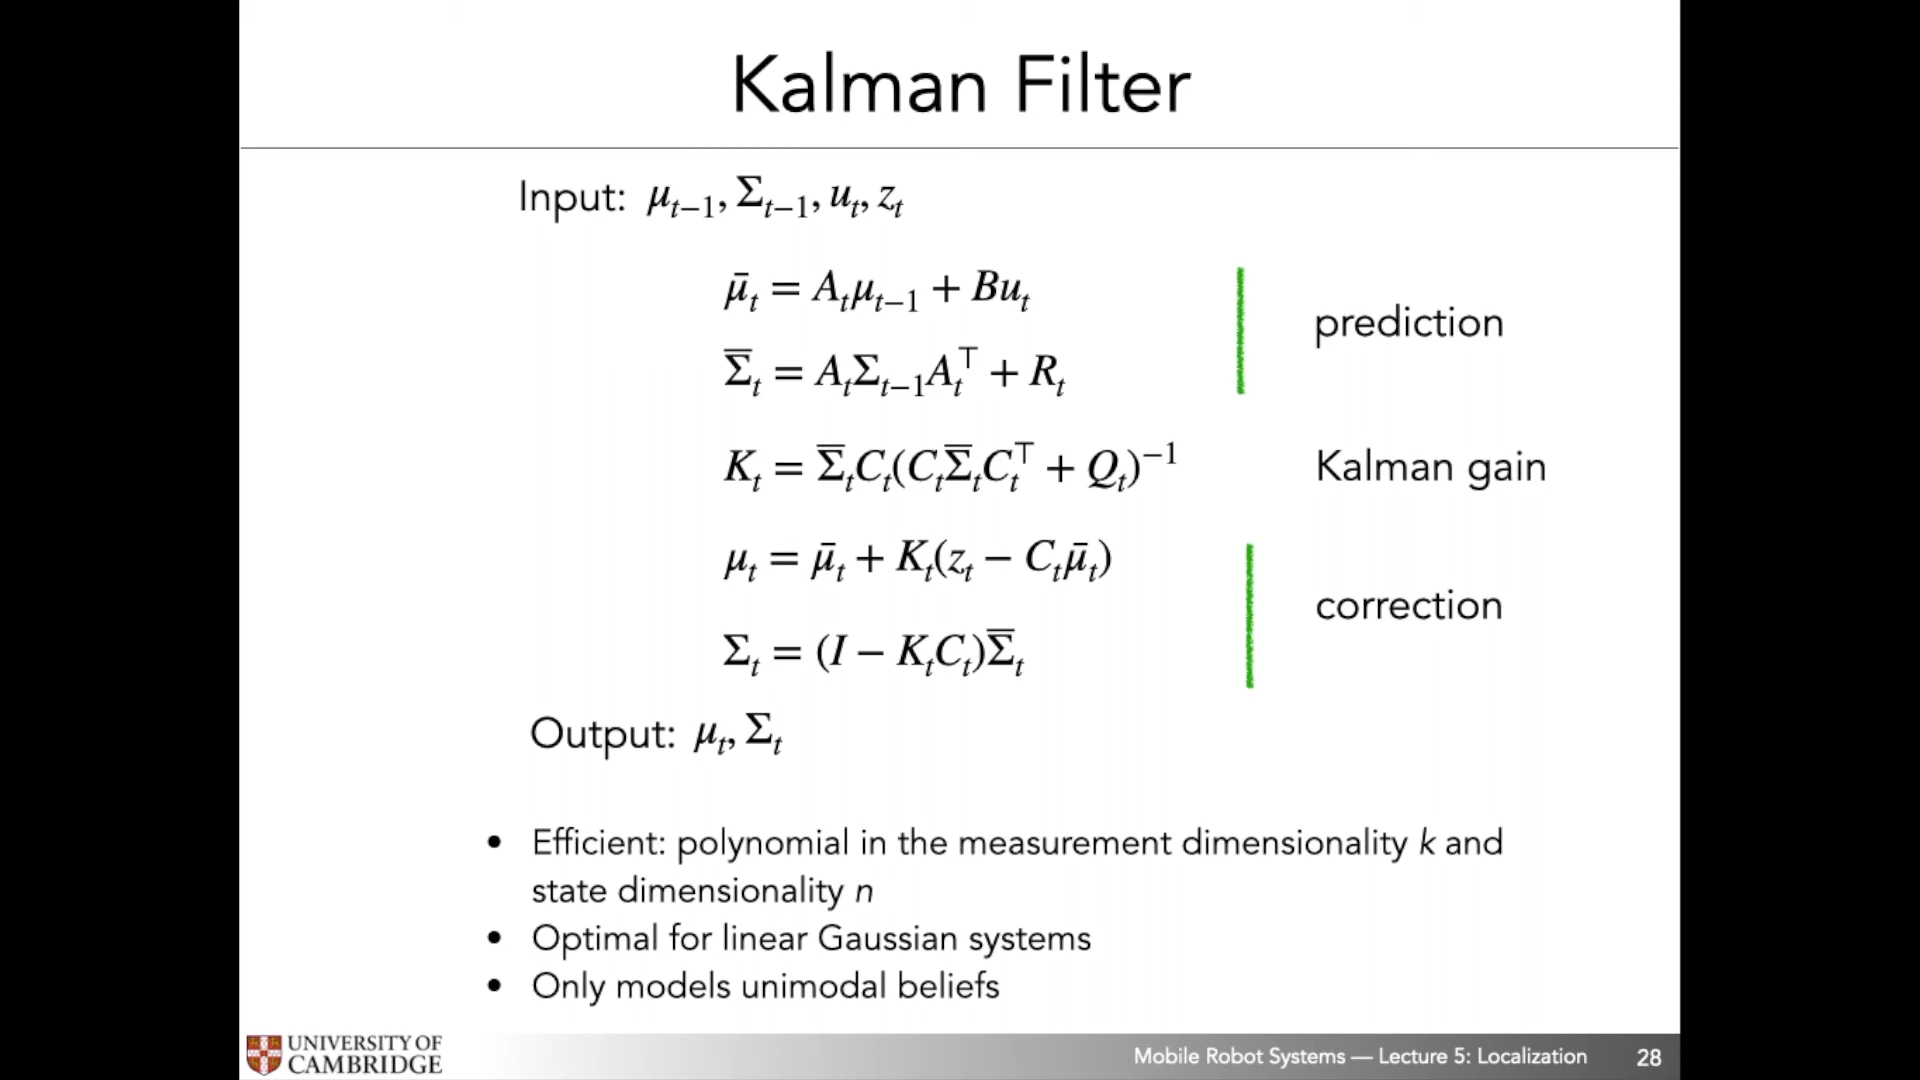 Kalman Filter
Input: μ_{t−1}, Σ_{t−1}, u_t, z_t
μ̄_t = A_t μ_{t−1} + Bu_t
Σ̄_t = A_t Σ_{t−1} A_t^⊤ + R_t
prediction
K_t = Σ̄_t C_t (C_t Σ̄_t C_t^⊤ + Q_t)^{−1}
Kalman gain
μ_t = μ̄_t + K_t (z_t − C_t μ̄_t)
Σ_t = (I − K_t C_t) Σ̄_t
correction
Output: μ_t, Σ_t
• Efficient: polynomial in the measurement dimensionality k and
state dimensionality n
• Optimal for linear Gaussian systems
• Only models unimodal beliefs
UNIVERSITY OF
CAMBRIDGE
Mobile Robot Systems — Lecture 5: Localization 28